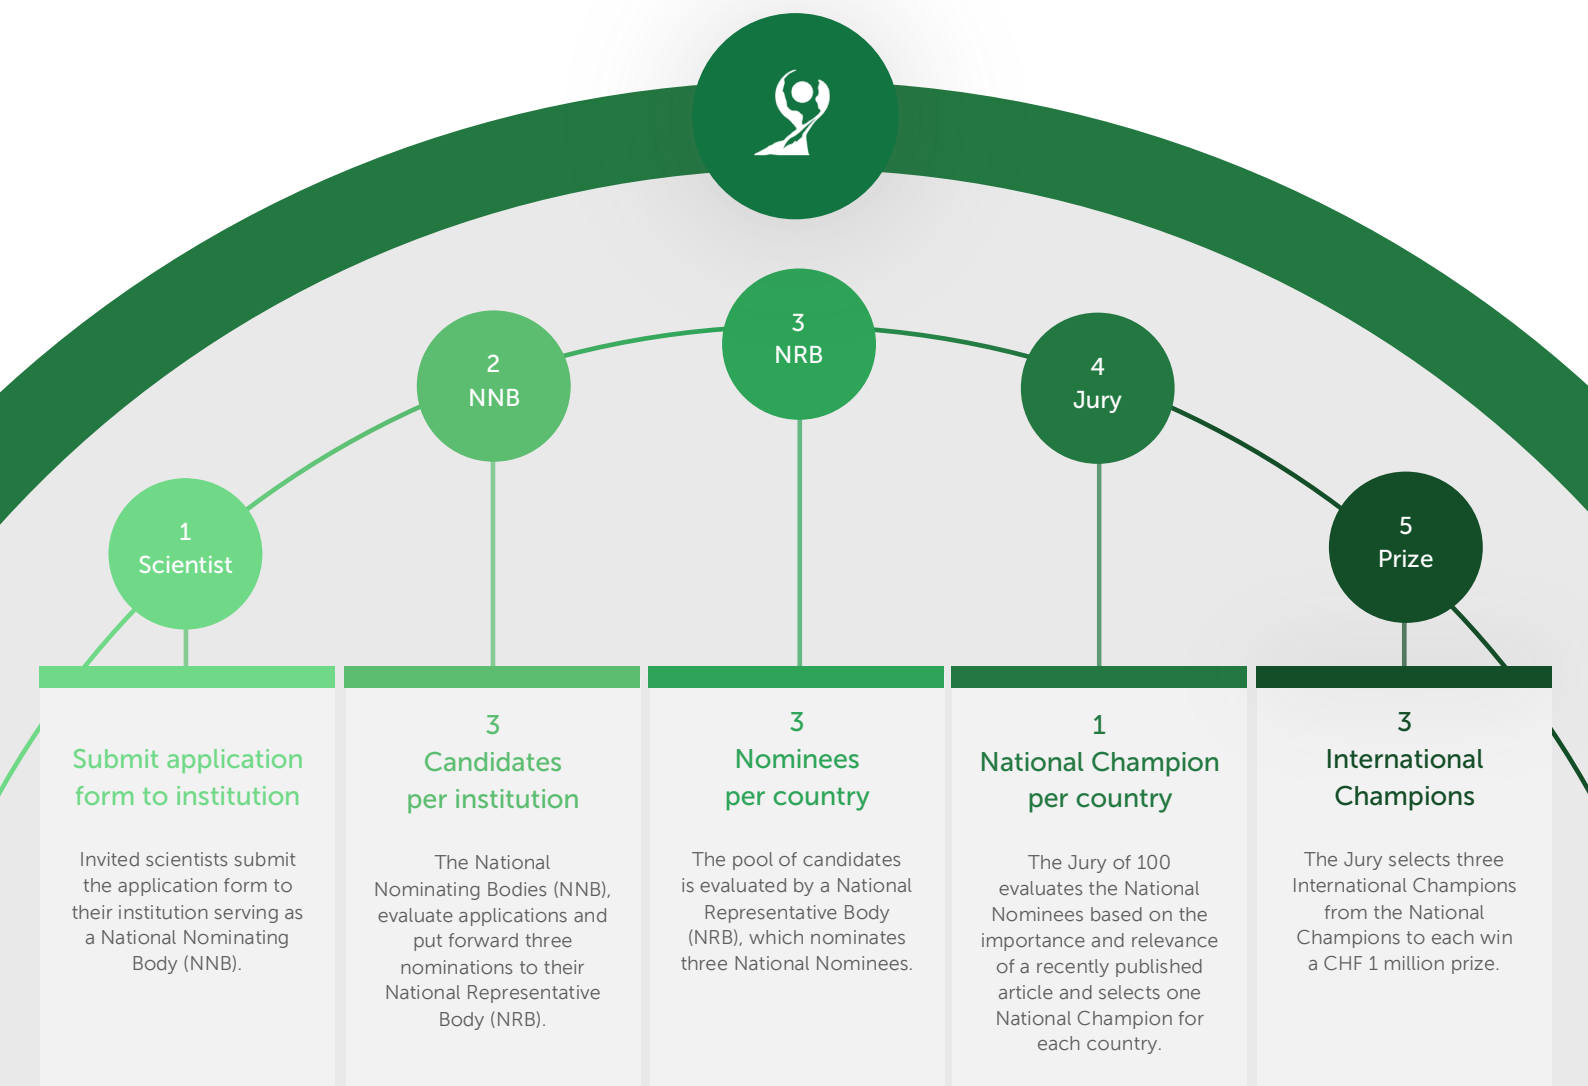 1
Scientist
2
NNB
3
NRB
4
Jury
5
Prize
Submit application
form to institution
Invited scientists submit
the application form to
their institution serving as
a National Nominating
Body (NNB).
3
Candidates
per institution
The National
Nominating Bodies (NNB),
evaluate applications and
put forward three
nominations to their
National Representative
Body (NRB).
3
Nominees
per country
The pool of candidates
is evaluated by a National
Representative Body
(NRB), which nominates
three National Nominees.
1
National Champion
per country
The Jury of 100
evaluates the National
Nominees based on the
importance and relevance
of a recently published
article and selects one
National Champion for
each country.
3
International
Champions
The Jury selects three
International Champions
from the National
Champions to each win
a CHF 1 million prize.